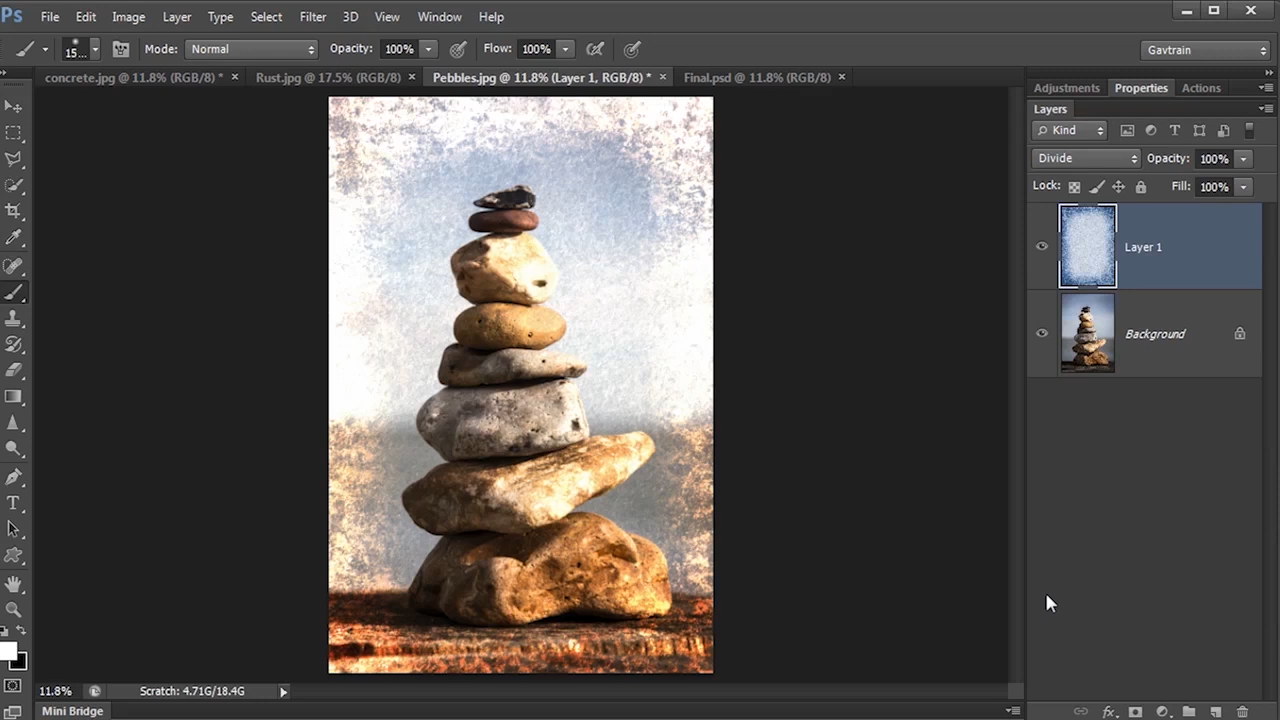 Ps File Edit Image Layer Type Select Filter 3D View Window Help
15... Mode: Normal Opacity: 100% Flow: 100% Gavtrain
concrete.jpg @ 11.8% (RGB/8) * × Rust.jpg @ 17.5% (RGB/8) × Pebbles.jpg @ 11.8% (Layer 1, RGB/8) * × Final.psd @ 11.8% (RGB/8) ×
Adjustments Properties Actions
Layers
Kind
Divide Opacity: 100%
Lock: Fill: 100%
Layer 1
Background
11.8% Scratch: 4.71G/18.4G
Mini Bridge